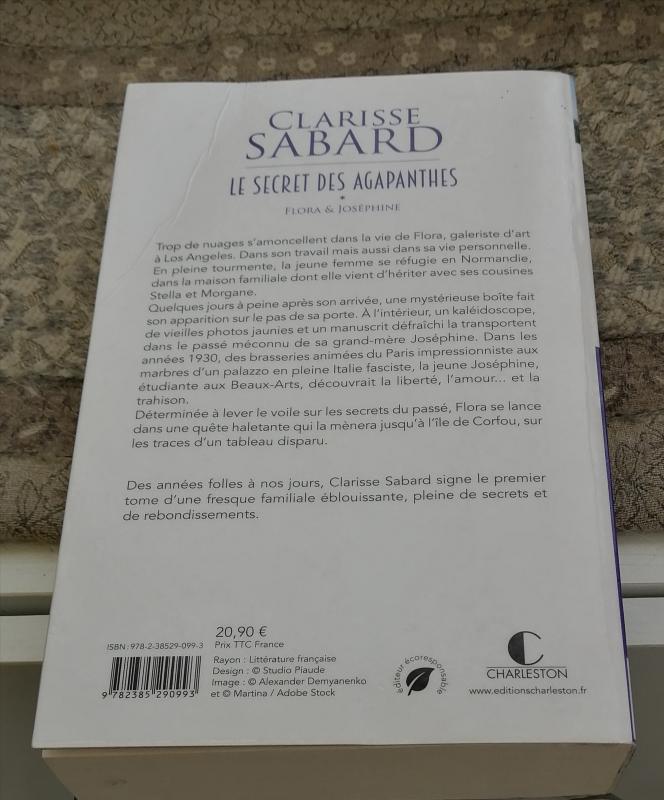 CLARISSE
SABARD
LE SECRET DES AGAPANTHES
*
FLORA & JOSÉPHINE
Trop de nuages s'amoncellent dans la vie de Flora, galeriste d'art
à Los Angeles. Dans son travail mais aussi dans sa vie personnelle.
En pleine tourmente, la jeune femme se réfugie en Normandie,
dans la maison familiale dont elle vient d'hériter avec ses cousines
Stella et Morgane.
Quelques jours à peine après son arrivée, une mystérieuse boîte fait
son apparition sur le pas de sa porte. À l'intérieur, un kaléidoscope,
de vieilles photos jaunies et un manuscrit défraîchi la transportent
dans le passé méconnu de sa grand-mère Joséphine. Dans les
années 1930, des brasseries animées du Paris impressionniste aux
marbres d'un palazzo en pleine Italie fasciste, la jeune Joséphine,
étudiante aux Beaux-Arts, découvrait la liberté, l'amour... et la
trahison.
Déterminée à lever le voile sur les secrets du passé, Flora se lance
dans une quête haletante qui la mènera jusqu'à l'île de Corfou, sur
les traces d'un tableau disparu.
Des années folles à nos jours, Clarisse Sabard signe le premier
tome d'une fresque familiale éblouissante, pleine de secrets et
de rebondissements.
ISBN : 978-2-38529-099-3
9 782385 290993
20,90 €
Prix TTC France
Rayon : Littérature française
Design : © Studio Piaude
Image : © Alexander Demyanenko
et © Martina / Adobe Stock
éditeur écoresponsable
C
CHARLESTON
www.editionscharleston.fr